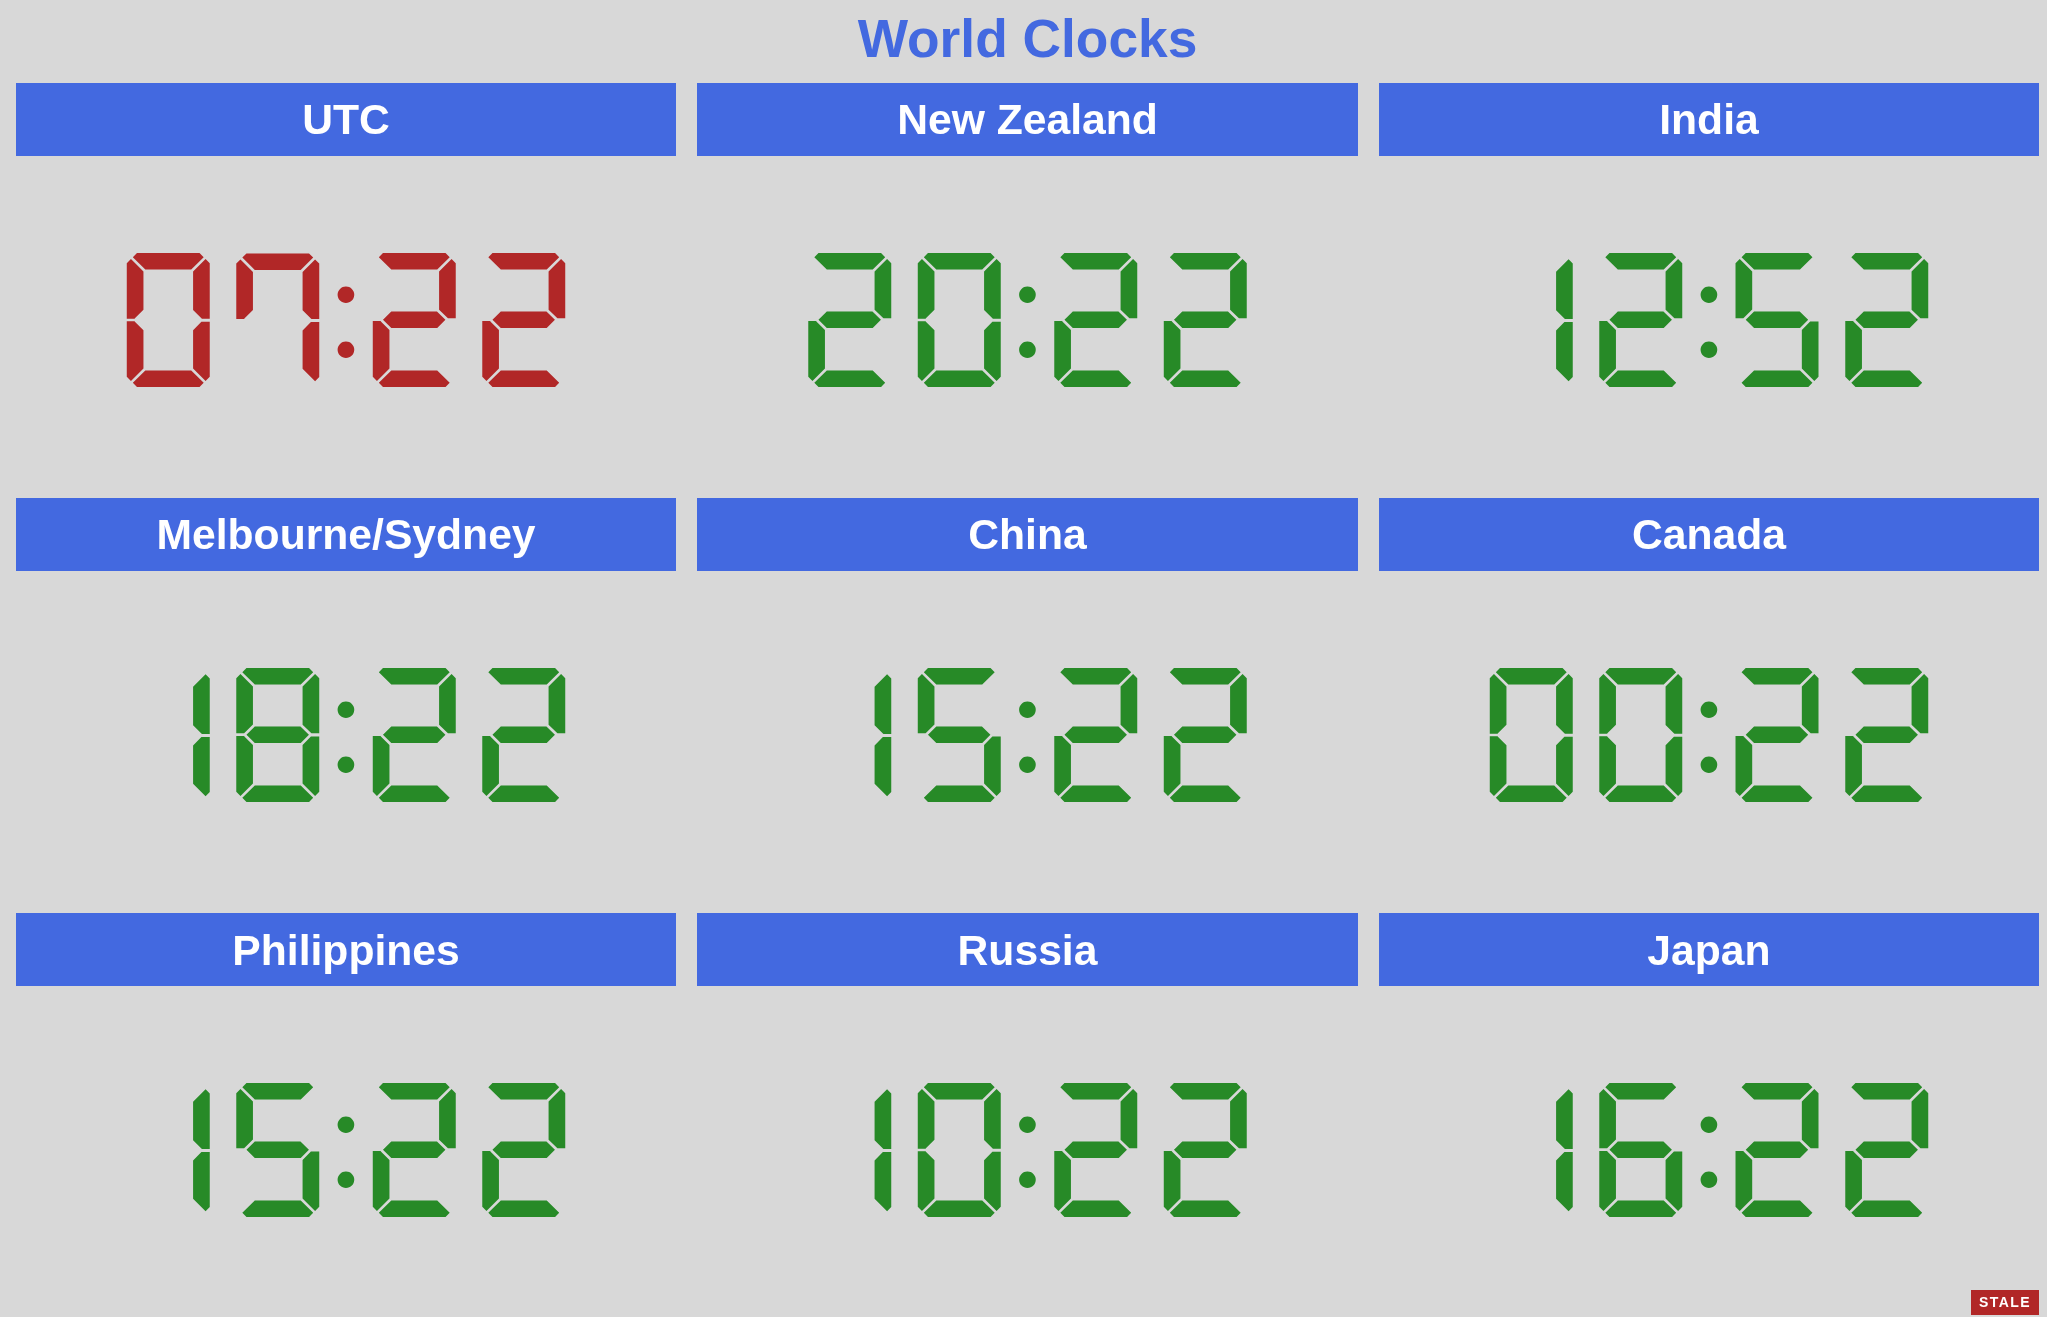 World Clocks
UTC
New Zealand
India
07:22
20:22
12:52
Melbourne/Sydney
China
Canada
18:22
15:22
00:22
Philippines
Russia
Japan
15:22
10:22
16:22
STALE